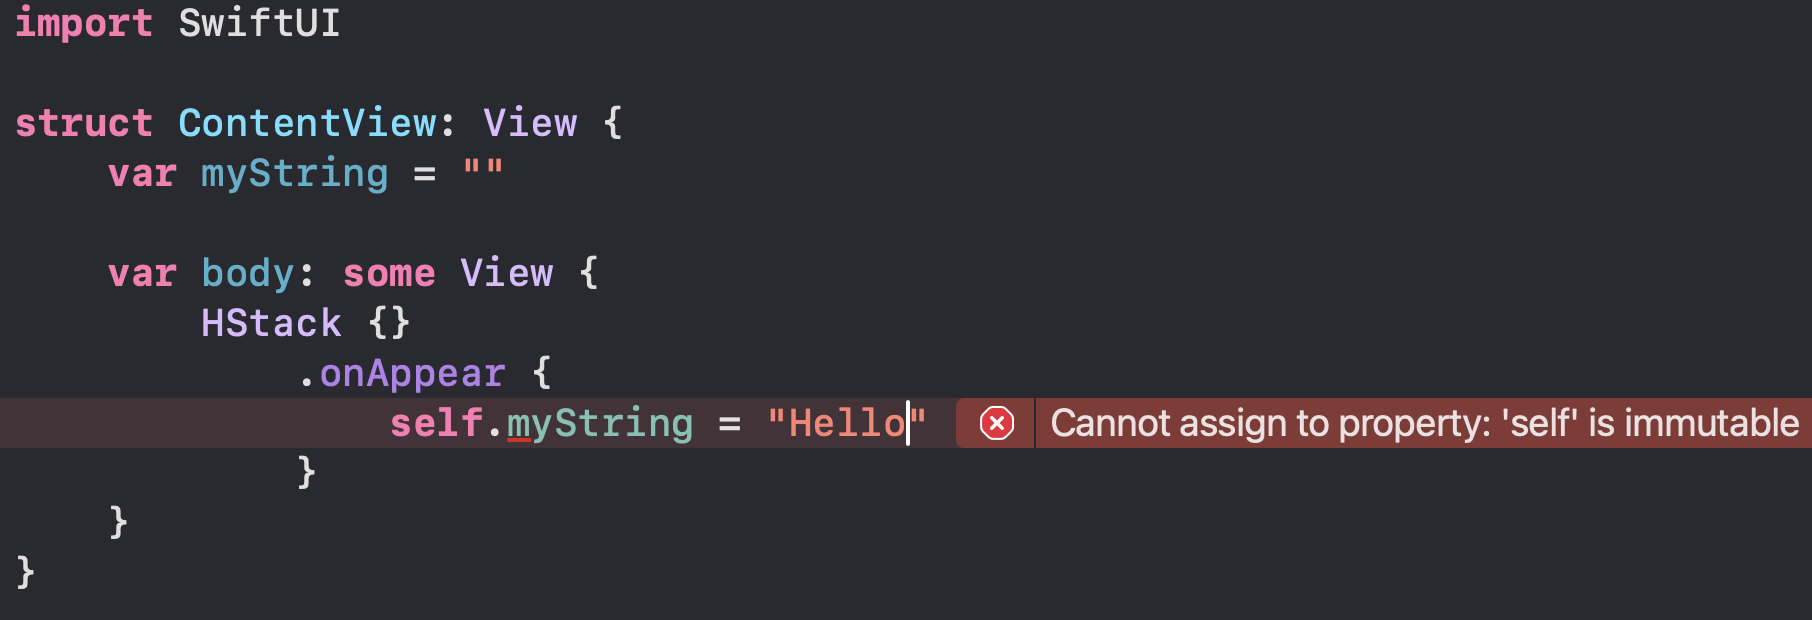 import SwiftUI
struct ContentView: View {
var myString = ""
var body: some View {
HStack {}
.onAppear {
self.myString = "Hello" Cannot assign to property: 'self' is immutable
}
}
}